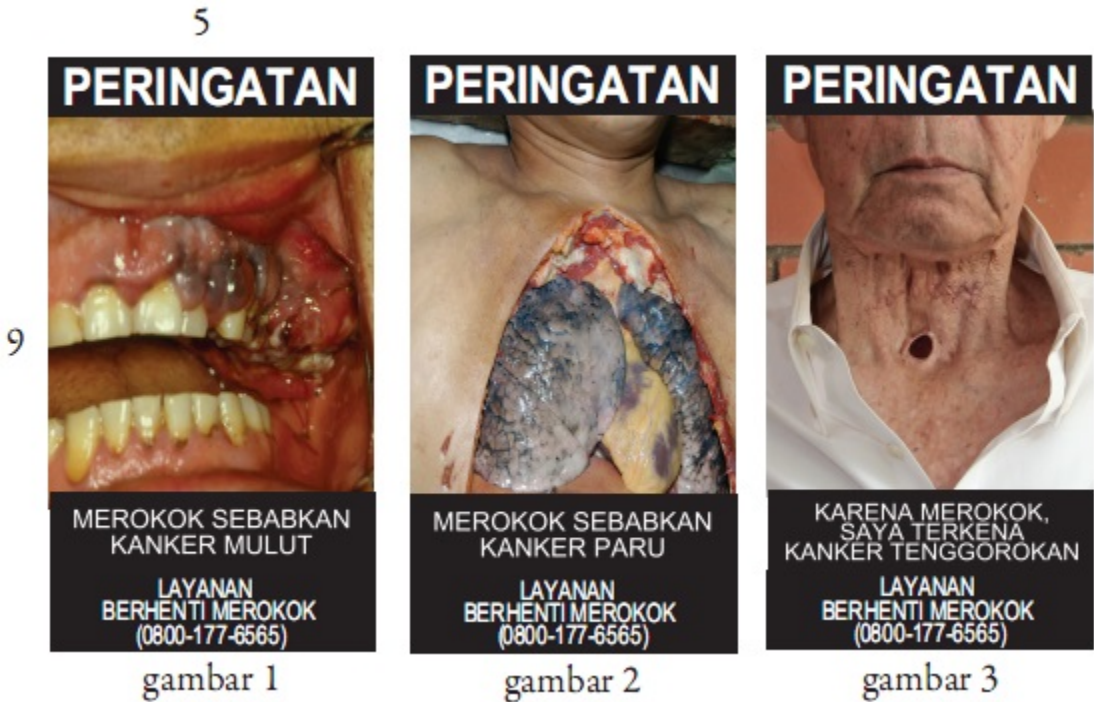 5
9
PERINGATAN
MEROKOK SEBABKAN
KANKER MULUT
LAYANAN
BERHENTI MEROKOK
(0800-177-6565)
gambar 1
PERINGATAN
MEROKOK SEBABKAN
KANKER PARU
LAYANAN
BERHENTI MEROKOK
(0800-177-6565)
gambar 2
PERINGATAN
KARENA MEROKOK,
SAYA TERKENA
KANKER TENGGOROKAN
LAYANAN
BERHENTI MEROKOK
(0800-177-6565)
gambar 3